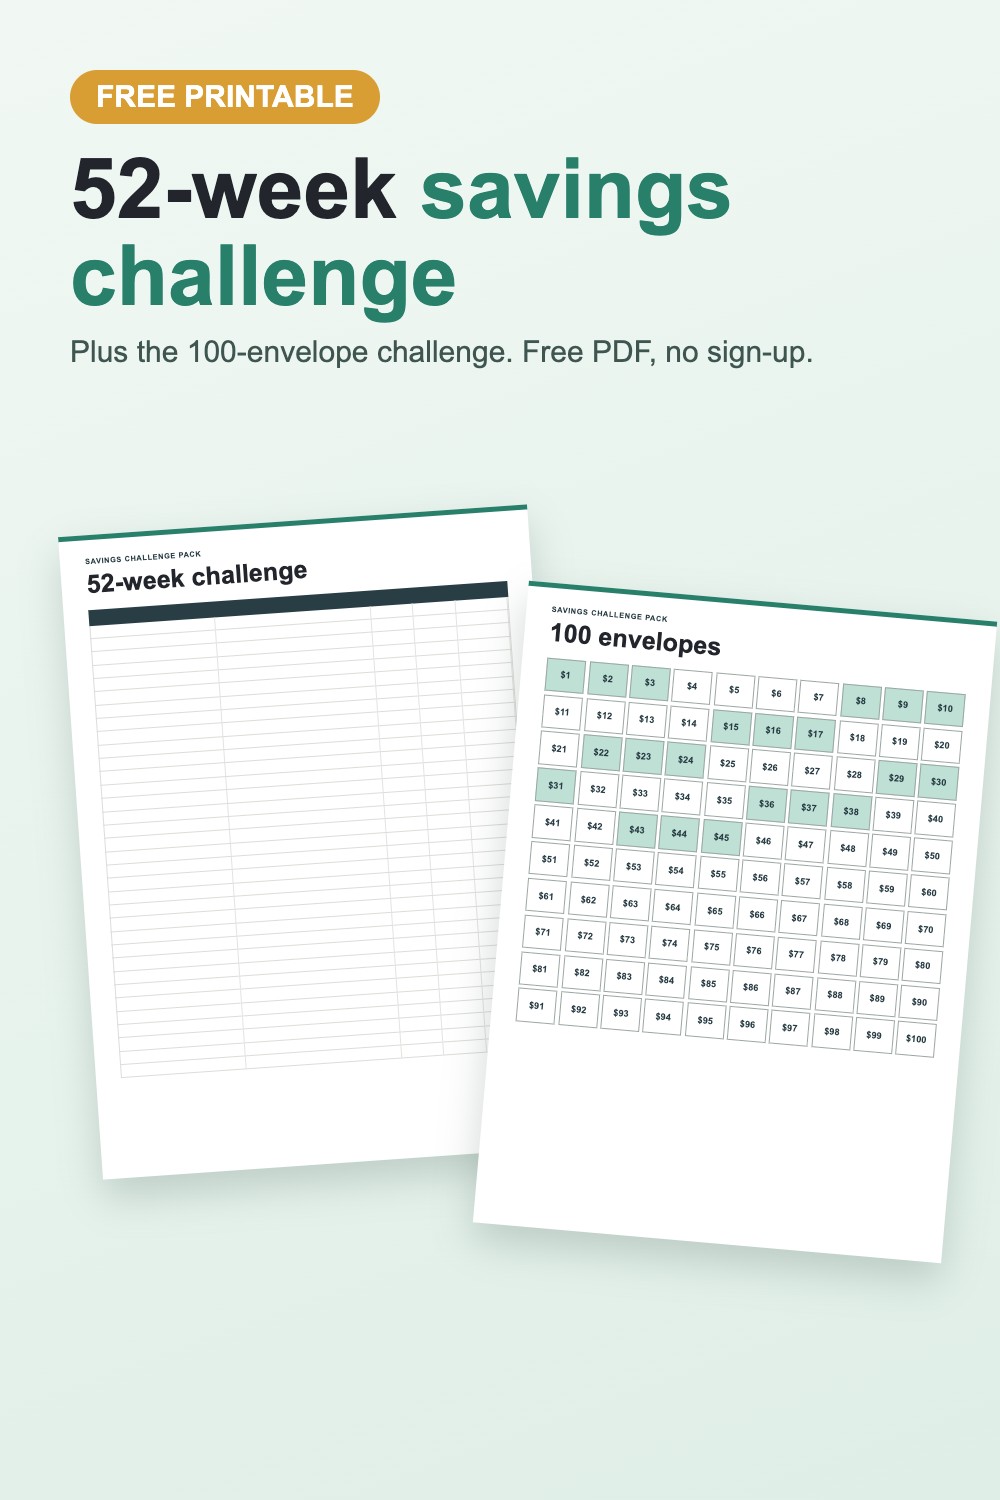 FREE PRINTABLE
52-week savings
challenge
Plus the 100-envelope challenge. Free PDF, no sign-up.
SAVINGS CHALLENGE PACK
52-week challenge
SAVINGS CHALLENGE PACK
100 envelopes
$1 $2 $3 $4 $5 $6 $7 $8 $9 $10
$11 $12 $13 $14 $15 $16 $17 $18 $19 $20
$21 $22 $23 $24 $25 $26 $27 $28 $29 $30
$31 $32 $33 $34 $35 $36 $37 $38 $39 $40
$41 $42 $43 $44 $45 $46 $47 $48 $49 $50
$51 $52 $53 $54 $55 $56 $57 $58 $59 $60
$61 $62 $63 $64 $65 $66 $67 $68 $69 $70
$71 $72 $73 $74 $75 $76 $77 $78 $79 $80
$81 $82 $83 $84 $85 $86 $87 $88 $89 $90
$91 $92 $93 $94 $95 $96 $97 $98 $99 $100